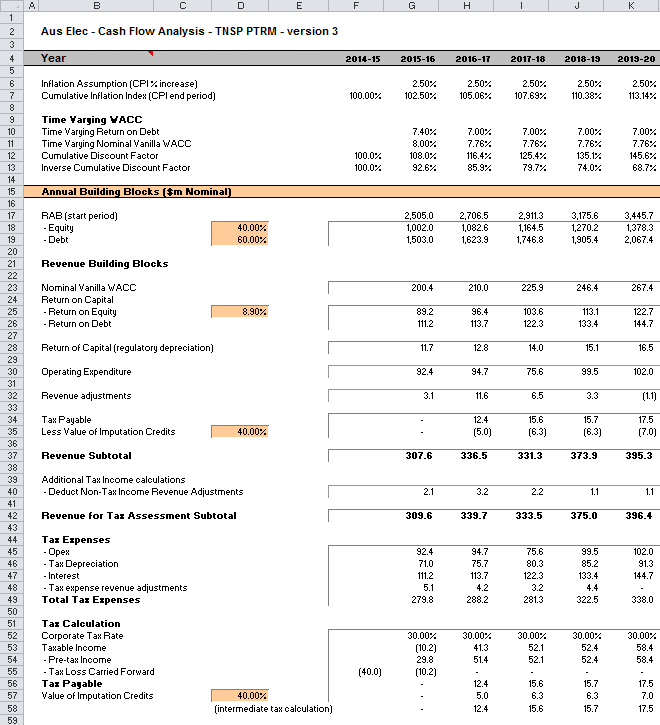 A B C D E F G H I J K
1
2 Aus Elec - Cash Flow Analysis - TNSP PTRM - version 3
3
4 Year 2014-15 2015-16 2016-17 2017-18 2018-19 2019-20
5
6 Inflation Assumption (CPI % increase) 2.50% 2.50% 2.50% 2.50% 2.50%
7 Cumulative Inflation Index (CPI end period) 100.00% 102.50% 105.06% 107.69% 110.38% 113.14%
8
9 Time Varying WACC
10 Time Varying Return on Debt 7.40% 7.00% 7.00% 7.00% 7.00%
11 Time Varying Nominal Vanilla WACC 8.00% 7.76% 7.76% 7.76% 7.76%
12 Cumulative Discount Factor 100.0% 108.0% 116.4% 125.4% 135.1% 145.6%
13 Inverse Cumulative Discount Factor 100.0% 92.6% 85.9% 79.7% 74.0% 68.7%
14
15 Annual Building Blocks ($m Nominal)
16
17 RAB (start period) 2,505.0 2,706.5 2,911.3 3,175.6 3,445.7
18 - Equity 40.00% 1,002.0 1,082.6 1,164.5 1,270.2 1,378.3
19 - Debt 60.00% 1,503.0 1,623.9 1,746.8 1,905.4 2,067.4
20
21 Revenue Building Blocks
22
23 Nominal Vanilla WACC 200.4 210.0 225.9 246.4 267.4
24 Return on Capital
25 - Return on Equity 8.90% 89.2 96.4 103.6 113.1 122.7
26 - Return on Debt 111.2 113.7 122.3 133.4 144.7
27
28 Return of Capital (regulatory depreciation) 11.7 12.8 14.0 15.1 16.5
29
30 Operating Expenditure 92.4 94.7 75.6 99.5 102.0
31
32 Revenue adjustments 3.1 11.6 6.5 3.3 (1.1)
33
34 Tax Payable - 12.4 15.6 15.7 17.5
35 Less Value of Imputation Credits 40.00% - (5.0) (6.3) (6.3) (7.0)
36
37 Revenue Subtotal 307.6 336.5 331.3 373.9 395.3
38
39 Additional Tax Income calculations
40 - Deduct Non-Tax Income Revenue Adjustments 2.1 3.2 2.2 1.1 1.1
41
42 Revenue for Tax Assessment Subtotal 309.6 339.7 333.5 375.0 396.4
43
44 Tax Expenses
45 - Opex 92.4 94.7 75.6 99.5 102.0
46 - Tax Depreciation 71.0 75.7 80.3 85.2 91.3
47 - Interest 111.2 113.7 122.3 133.4 144.7
48 - Tax expense revenue adjustments 5.1 4.2 3.2 4.4 -
49 Total Tax Expenses 279.8 288.2 281.3 322.5 338.0
50
51 Tax Calculation
52 Corporate Tax Rate 30.00% 30.00% 30.00% 30.00% 30.00%
53 Taxable Income (10.2) 41.3 52.1 52.4 58.4
54 - Pre-tax Income 29.8 51.4 52.1 52.4 58.4
55 - Tax Loss Carried Forward (40.0) (10.2) - - - -
56 Tax Payable - 12.4 15.6 15.7 17.5
57 Value of Imputation Credits 40.00% - 5.0 6.3 6.3 7.0
58 (intermediate tax calculation) - 12.4 15.6 15.7 17.5
59